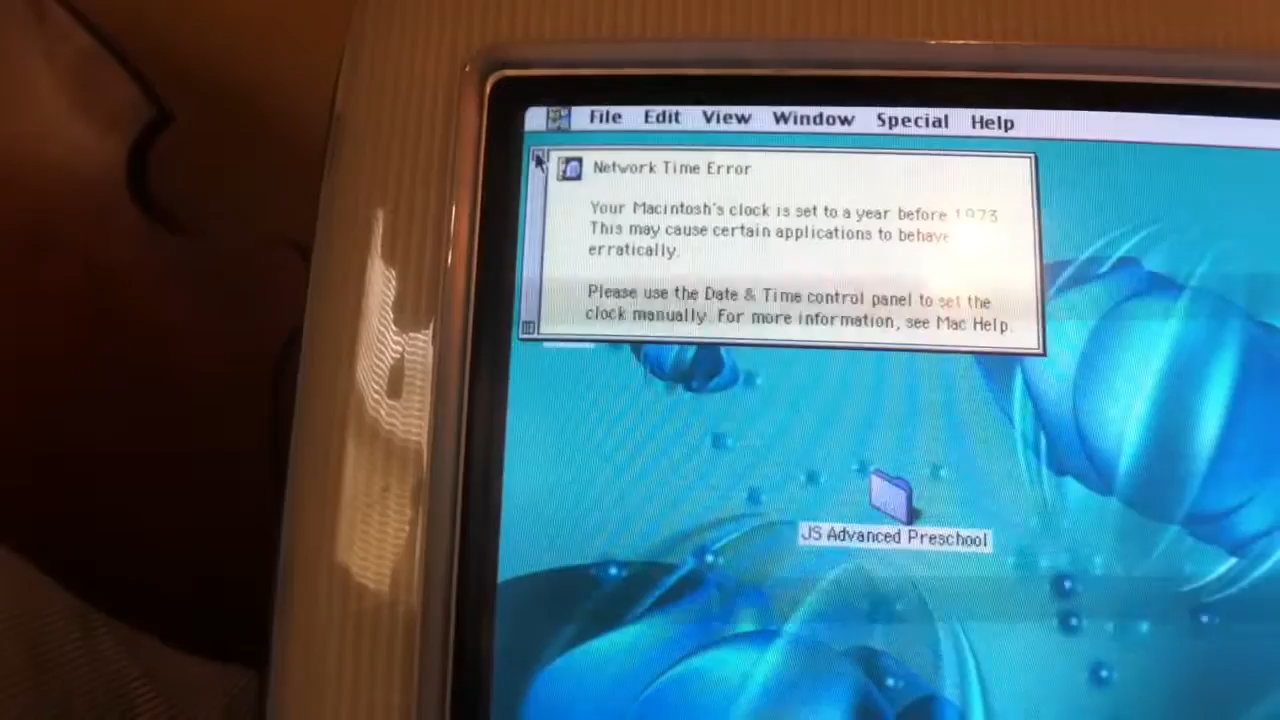 File Edit View Window Special Help
Network Time Error
Your Macintosh's clock is set to a year before 1973
This may cause certain applications to behave
erratically.
Please use the Date & Time control panel to set the
clock manually. For more information, see Mac Help.
JS Advanced Preschool